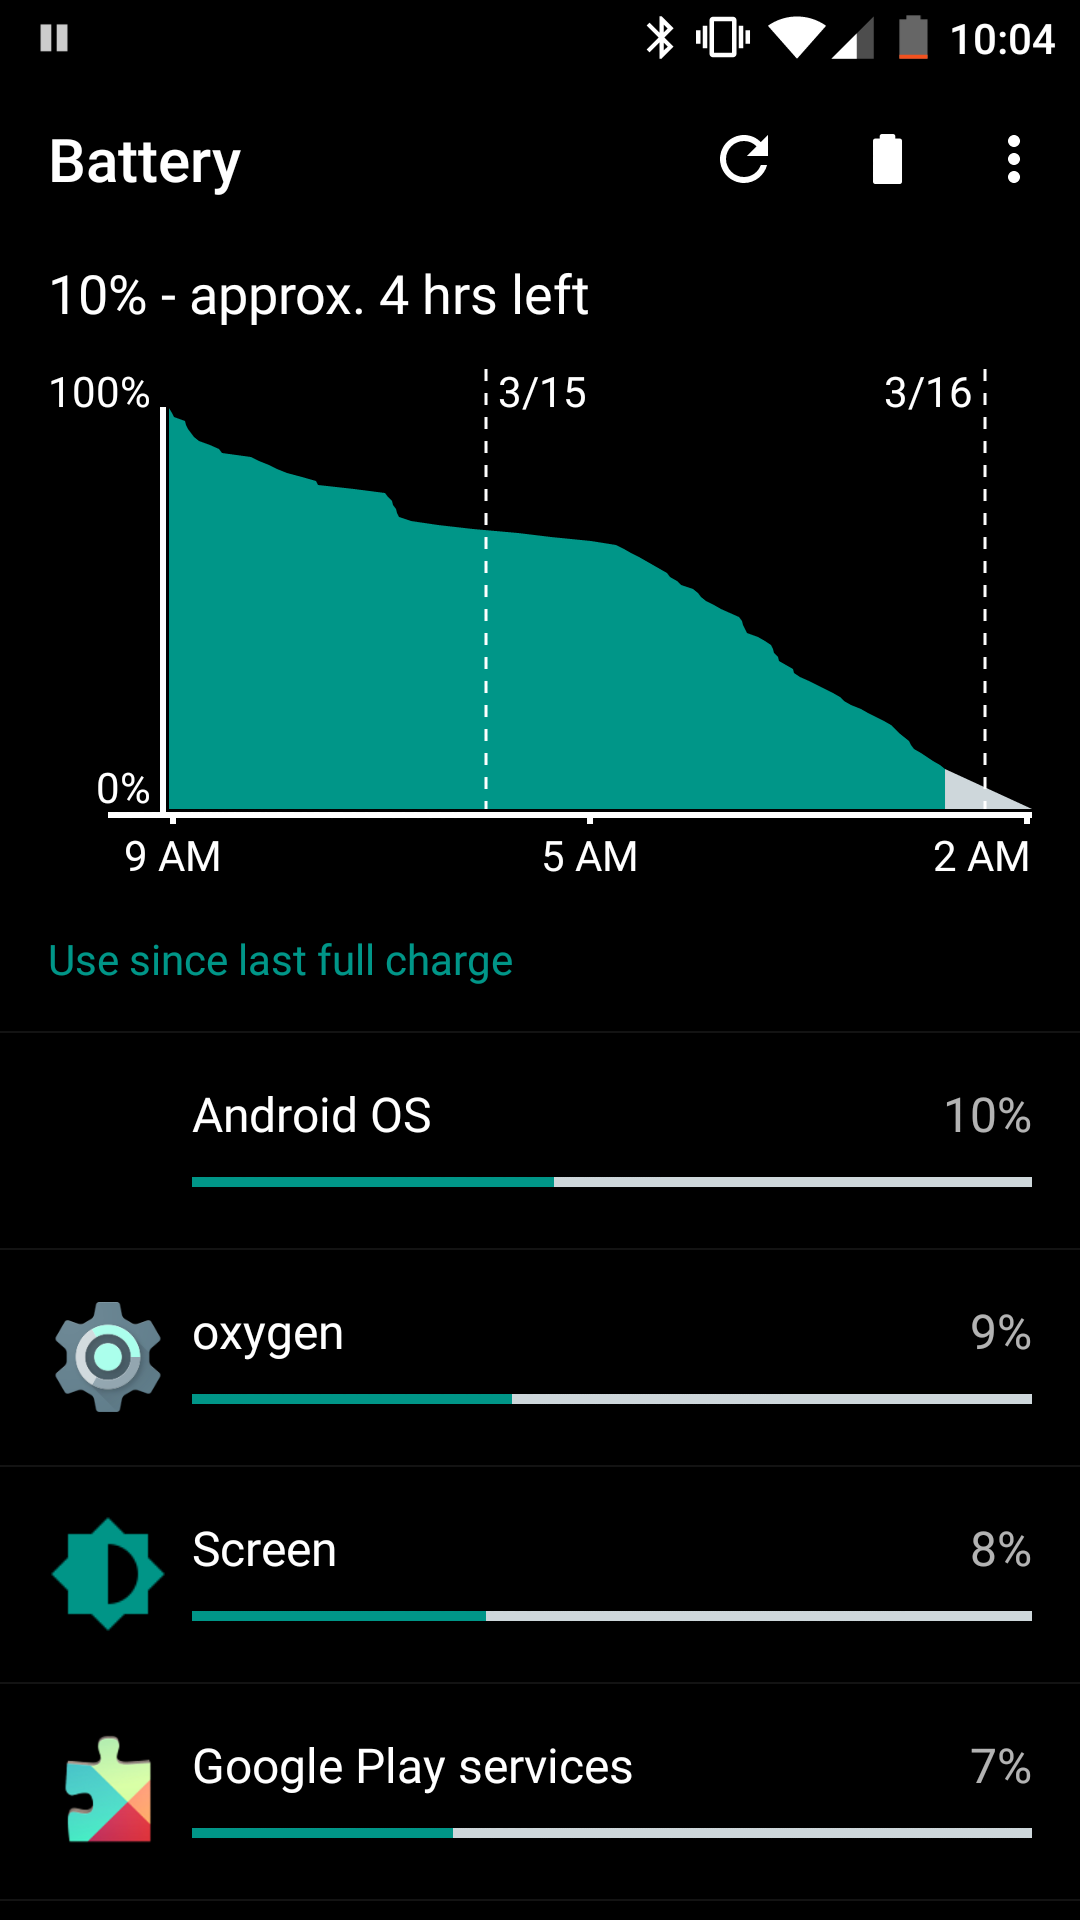 10:04
Battery
10% - approx. 4 hrs left
100%
3/15
3/16
0%
9 AM
5 AM
2 AM
Use since last full charge
Android OS
10%
oxygen
9%
Screen
8%
Google Play services
7%